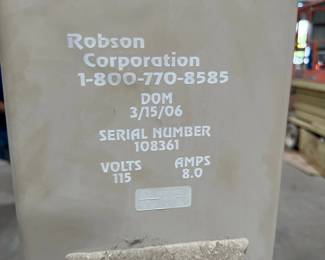 Robson
Corporation
1-800-770-8585
DOM
3/15/06
SERIAL NUMBER
108361
VOLTS AMPS
115 8.0